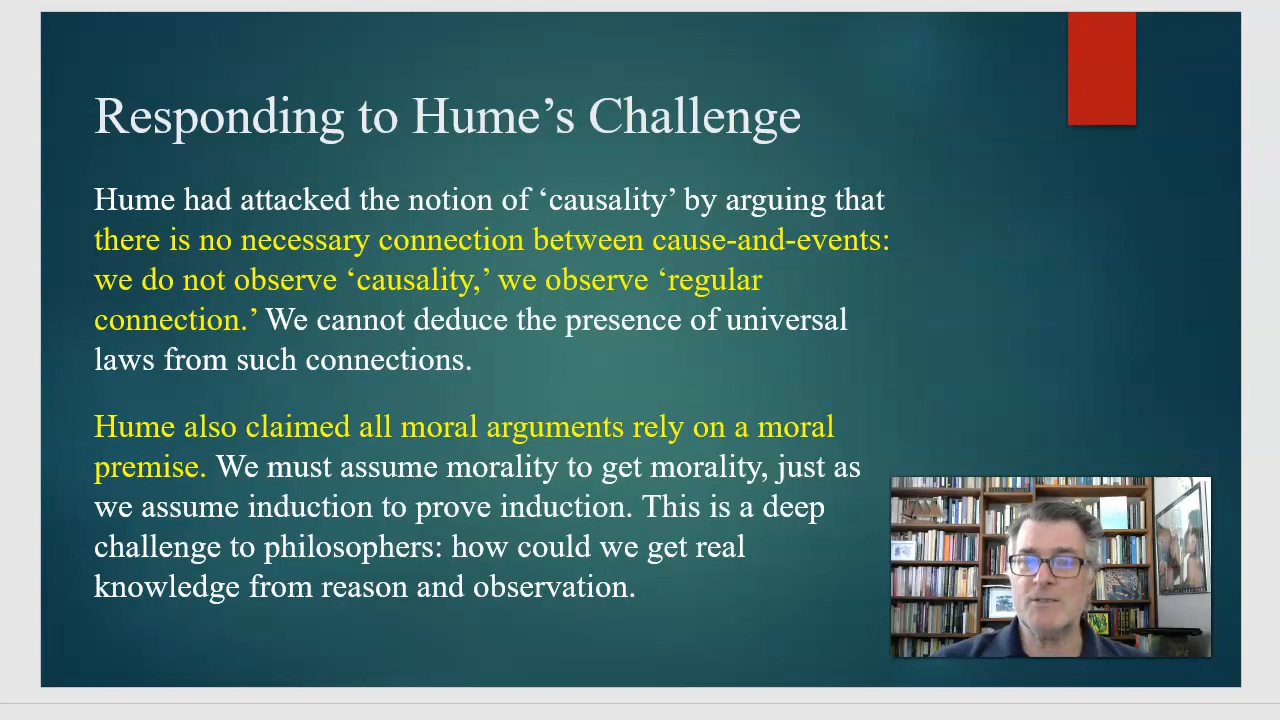 Responding to Hume’s Challenge
Hume had attacked the notion of ‘causality’ by arguing that
there is no necessary connection between cause-and-events:
we do not observe ‘causality,’ we observe ‘regular
connection.’ We cannot deduce the presence of universal
laws from such connections.
Hume also claimed all moral arguments rely on a moral
premise. We must assume morality to get morality, just as
we assume induction to prove induction. This is a deep
challenge to philosophers: how could we get real
knowledge from reason and observation.